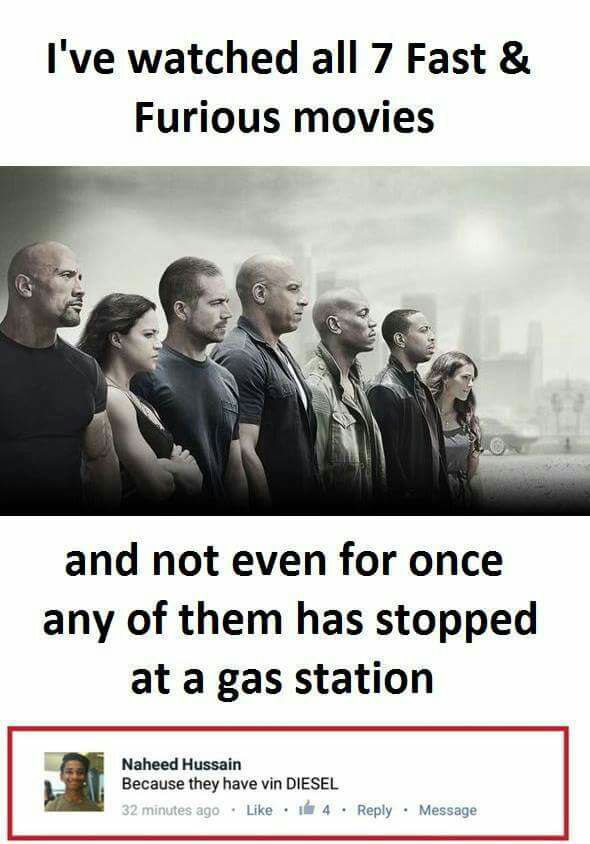 I've watched all 7 Fast &
Furious movies
and not even for once
any of them has stopped
at a gas station
Naheed Hussain
Because they have vin DIESEL
32 minutes ago · Like · 4 · Reply · Message